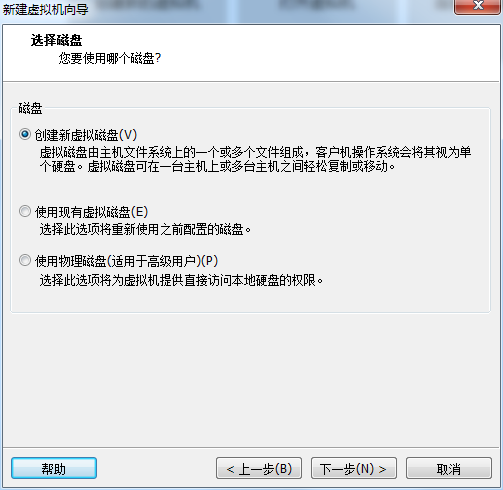 新建虚拟机向导
选择磁盘
您要使用哪个磁盘?
磁盘
创建新虚拟磁盘(V)
虚拟磁盘由主机文件系统上的一个或多个文件组成，客户机操作系统会将其视为单
个硬盘。虚拟磁盘可在一台主机上或多台主机之间轻松复制或移动。
使用现有虚拟磁盘(E)
选择此选项将重新使用之前配置的磁盘。
使用物理磁盘(适用于高级用户)(P)
选择此选项将为虚拟机提供直接访问本地硬盘的权限。
帮助
< 上一步(B)
下一步(N) >
取消